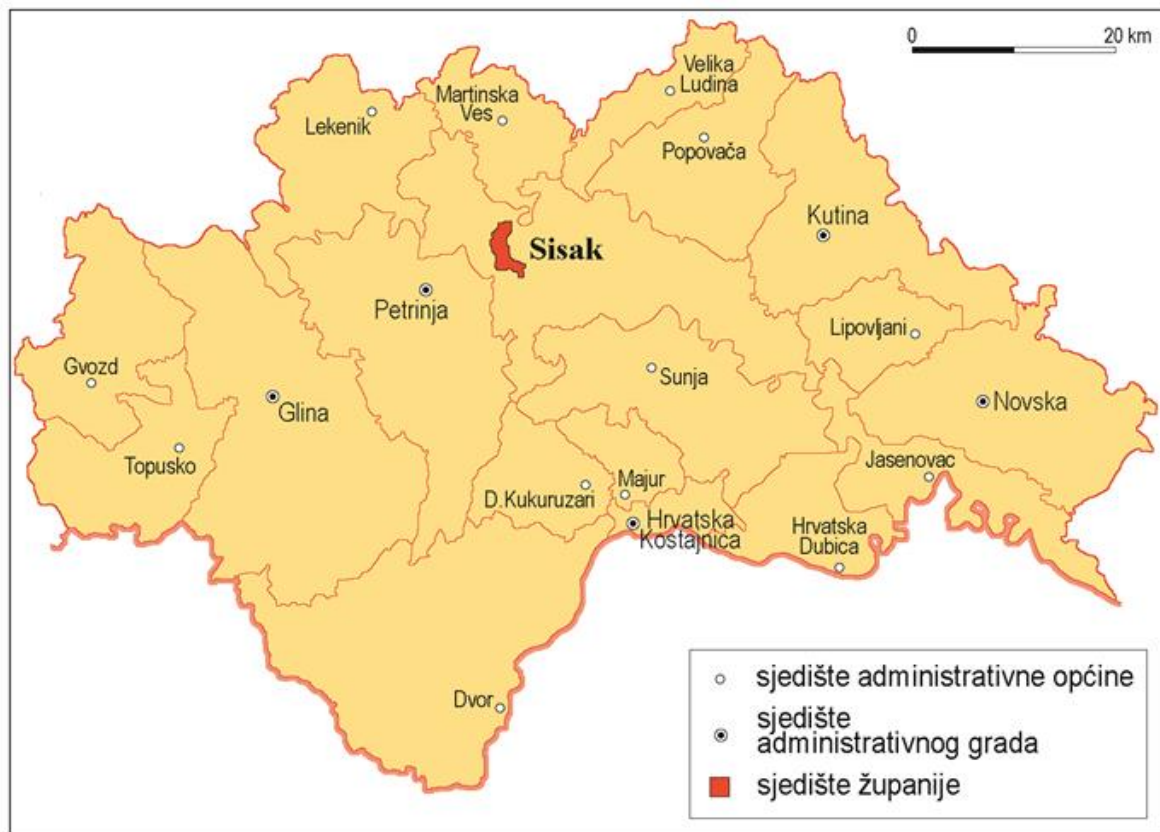 0 20 km
Velika
Ludina
Martinska
Ves
Lekenik
Popovača
Kutina
Sisak
Petrinja
Lipovljani
Gvozd
Sunja
Glina
Novska
Topusko
Jasenovac
Majur
D.Kukuruzari
Hrvatska
Kostajnica
Hrvatska
Dubica
Dvor
sjedište administrativne općine
sjedište
administrativnog grada
sjedište županije